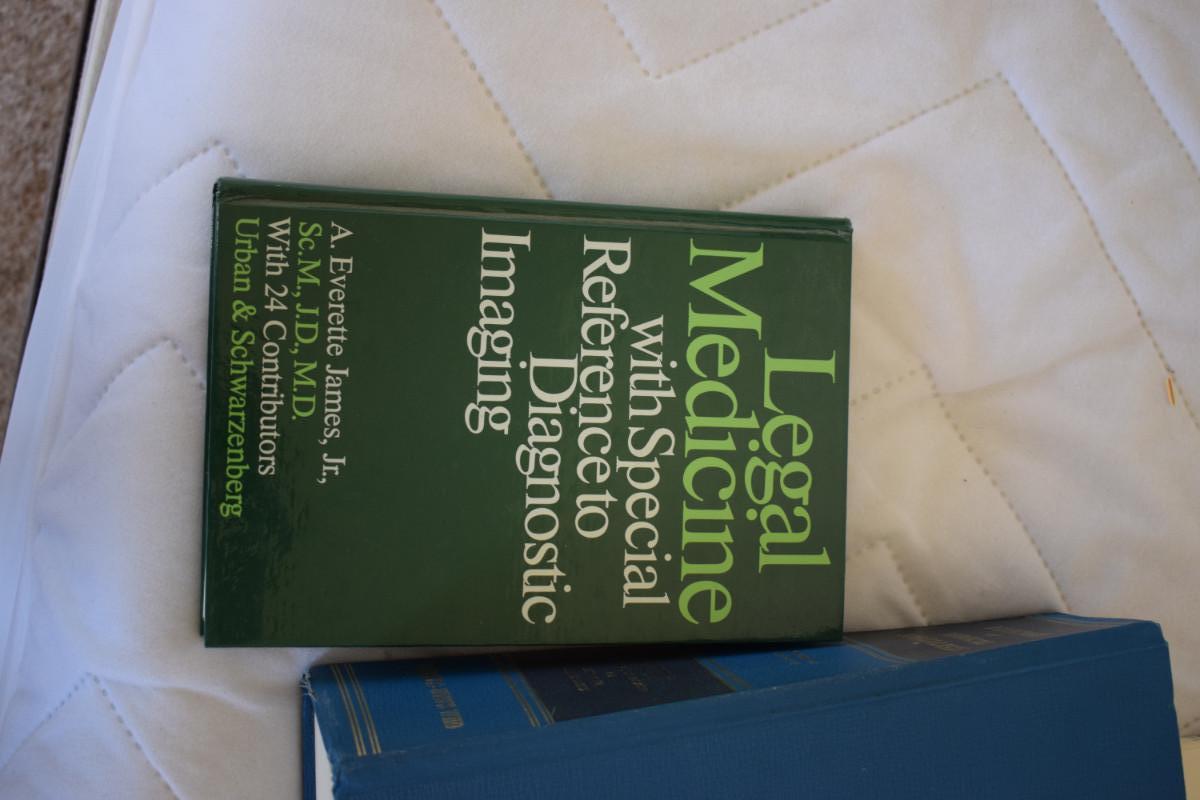 Legal
Medicine
with Special
Reference to
Diagnostic
Imaging
A. Everette James, Jr.,
Sc.M., J.D., M.D.
With 24 Contributors
Urban & Schwarzenberg